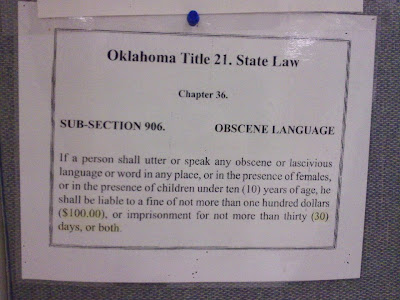 Oklahoma Title 21. State Law
Chapter 36.
SUB-SECTION 906. OBSCENE LANGUAGE
If a person shall utter or speak any obscene or lascivious
language or word in any place, or in the presence of females,
or in the presence of children under ten (10) years of age, he
shall be liable to a fine of not more than one hundred dollars
($100.00), or imprisonment for not more than thirty (30)
days, or both.